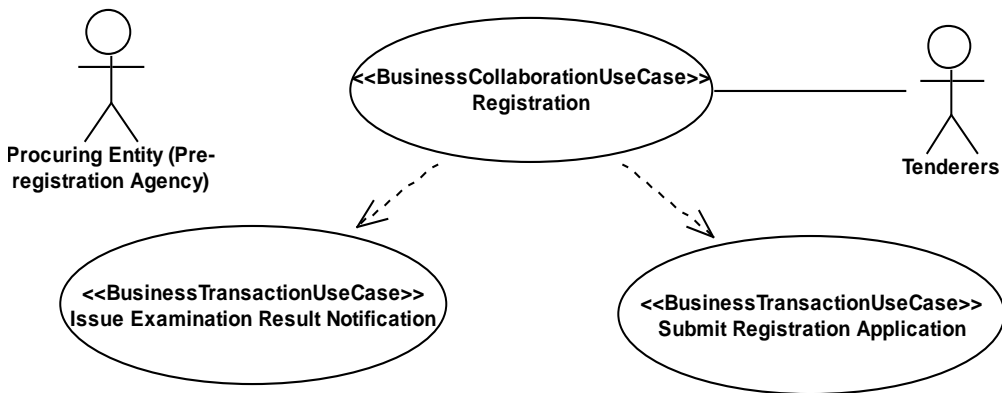 <<BusinessCollaborationUseCase>>
Registration
Procuring Entity (Pre-
registration Agency)
Tenderers
<<BusinessTransactionUseCase>>
Issue Examination Result Notification
<<BusinessTransactionUseCase>>
Submit Registration Application